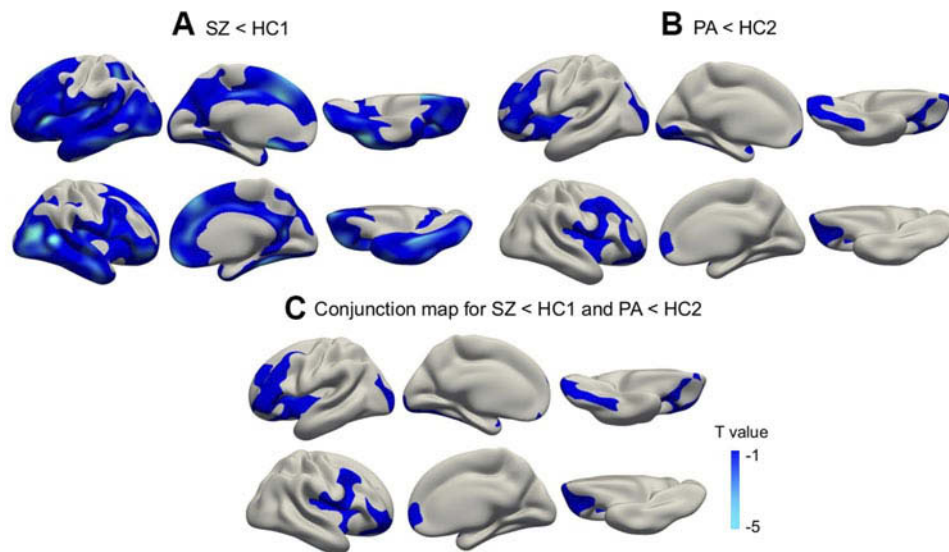 A SZ < HC1
B PA < HC2
C Conjunction map for SZ < HC1 and PA < HC2
T value
-1
-5